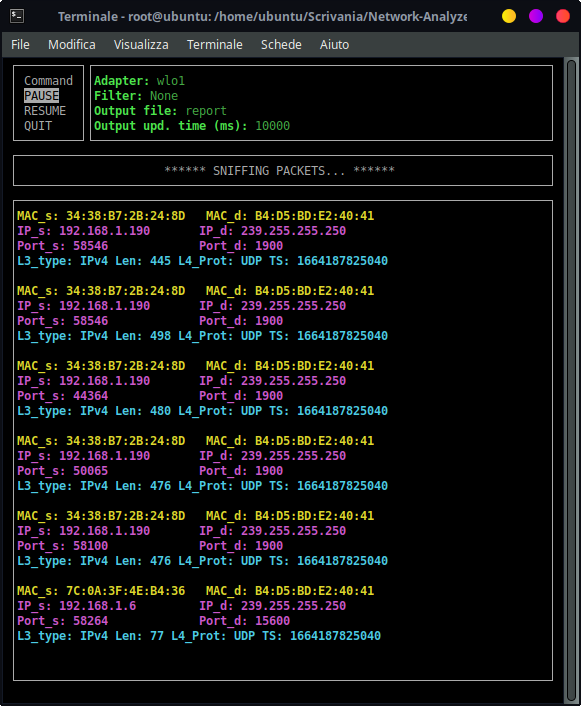 Terminale - root@ubuntu: /home/ubuntu/Scrivania/Network-Analyze
File Modifica Visualizza Terminale Schede Aiuto
Command
PAUSE
RESUME
QUIT
Adapter: wlo1
Filter: None
Output file: report
Output upd. time (ms): 10000
****** SNIFFING PACKETS... ******
MAC_s: 34:38:B7:2B:24:8D MAC_d: B4:D5:BD:E2:40:41
IP_s: 192.168.1.190 IP_d: 239.255.255.250
Port_s: 58546 Port_d: 1900
L3_type: IPv4 Len: 445 L4_Prot: UDP TS: 1664187825040
MAC_s: 34:38:B7:2B:24:8D MAC_d: B4:D5:BD:E2:40:41
IP_s: 192.168.1.190 IP_d: 239.255.255.250
Port_s: 58546 Port_d: 1900
L3_type: IPv4 Len: 498 L4_Prot: UDP TS: 1664187825040
MAC_s: 34:38:B7:2B:24:8D MAC_d: B4:D5:BD:E2:40:41
IP_s: 192.168.1.190 IP_d: 239.255.255.250
Port_s: 44364 Port_d: 1900
L3_type: IPv4 Len: 480 L4_Prot: UDP TS: 1664187825040
MAC_s: 34:38:B7:2B:24:8D MAC_d: B4:D5:BD:E2:40:41
IP_s: 192.168.1.190 IP_d: 239.255.255.250
Port_s: 50065 Port_d: 1900
L3_type: IPv4 Len: 476 L4_Prot: UDP TS: 1664187825040
MAC_s: 34:38:B7:2B:24:8D MAC_d: B4:D5:BD:E2:40:41
IP_s: 192.168.1.190 IP_d: 239.255.255.250
Port_s: 58100 Port_d: 1900
L3_type: IPv4 Len: 476 L4_Prot: UDP TS: 1664187825040
MAC_s: 7C:0A:3F:4E:B4:36 MAC_d: B4:D5:BD:E2:40:41
IP_s: 192.168.1.6 IP_d: 239.255.255.250
Port_s: 58264 Port_d: 15600
L3_type: IPv4 Len: 77 L4_Prot: UDP TS: 1664187825040